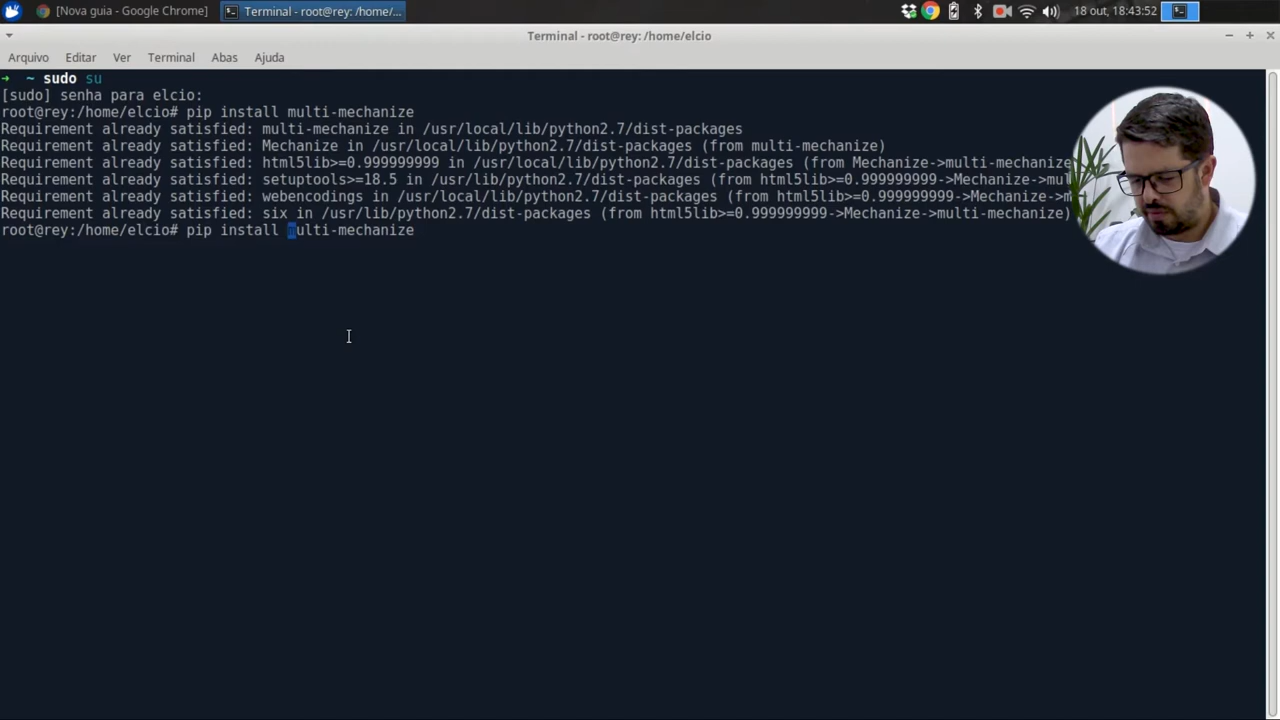 [Nova guia - Google Chrome]
Terminal - root@rey: /home/...
18 out, 18:43:52
Terminal - root@rey: /home/elcio
Arquivo Editar Ver Terminal Abas Ajuda
➜ ~ sudo su
[sudo] senha para elcio:
root@rey:/home/elcio# pip install multi-mechanize
Requirement already satisfied: multi-mechanize in /usr/local/lib/python2.7/dist-packages
Requirement already satisfied: Mechanize in /usr/local/lib/python2.7/dist-packages (from multi-mechanize)
Requirement already satisfied: html5lib>=0.999999999 in /usr/local/lib/python2.7/dist-packages (from Mechanize->multi-mechanize
Requirement already satisfied: setuptools>=18.5 in /usr/lib/python2.7/dist-packages (from html5lib>=0.999999999->Mechanize->mul
Requirement already satisfied: webencodings in /usr/lib/python2.7/dist-packages (from html5lib>=0.999999999->Mechanize->m
Requirement already satisfied: six in /usr/lib/python2.7/dist-packages (from html5lib>=0.999999999->Mechanize->multi-mechanize)
root@rey:/home/elcio# pip install multi-mechanize